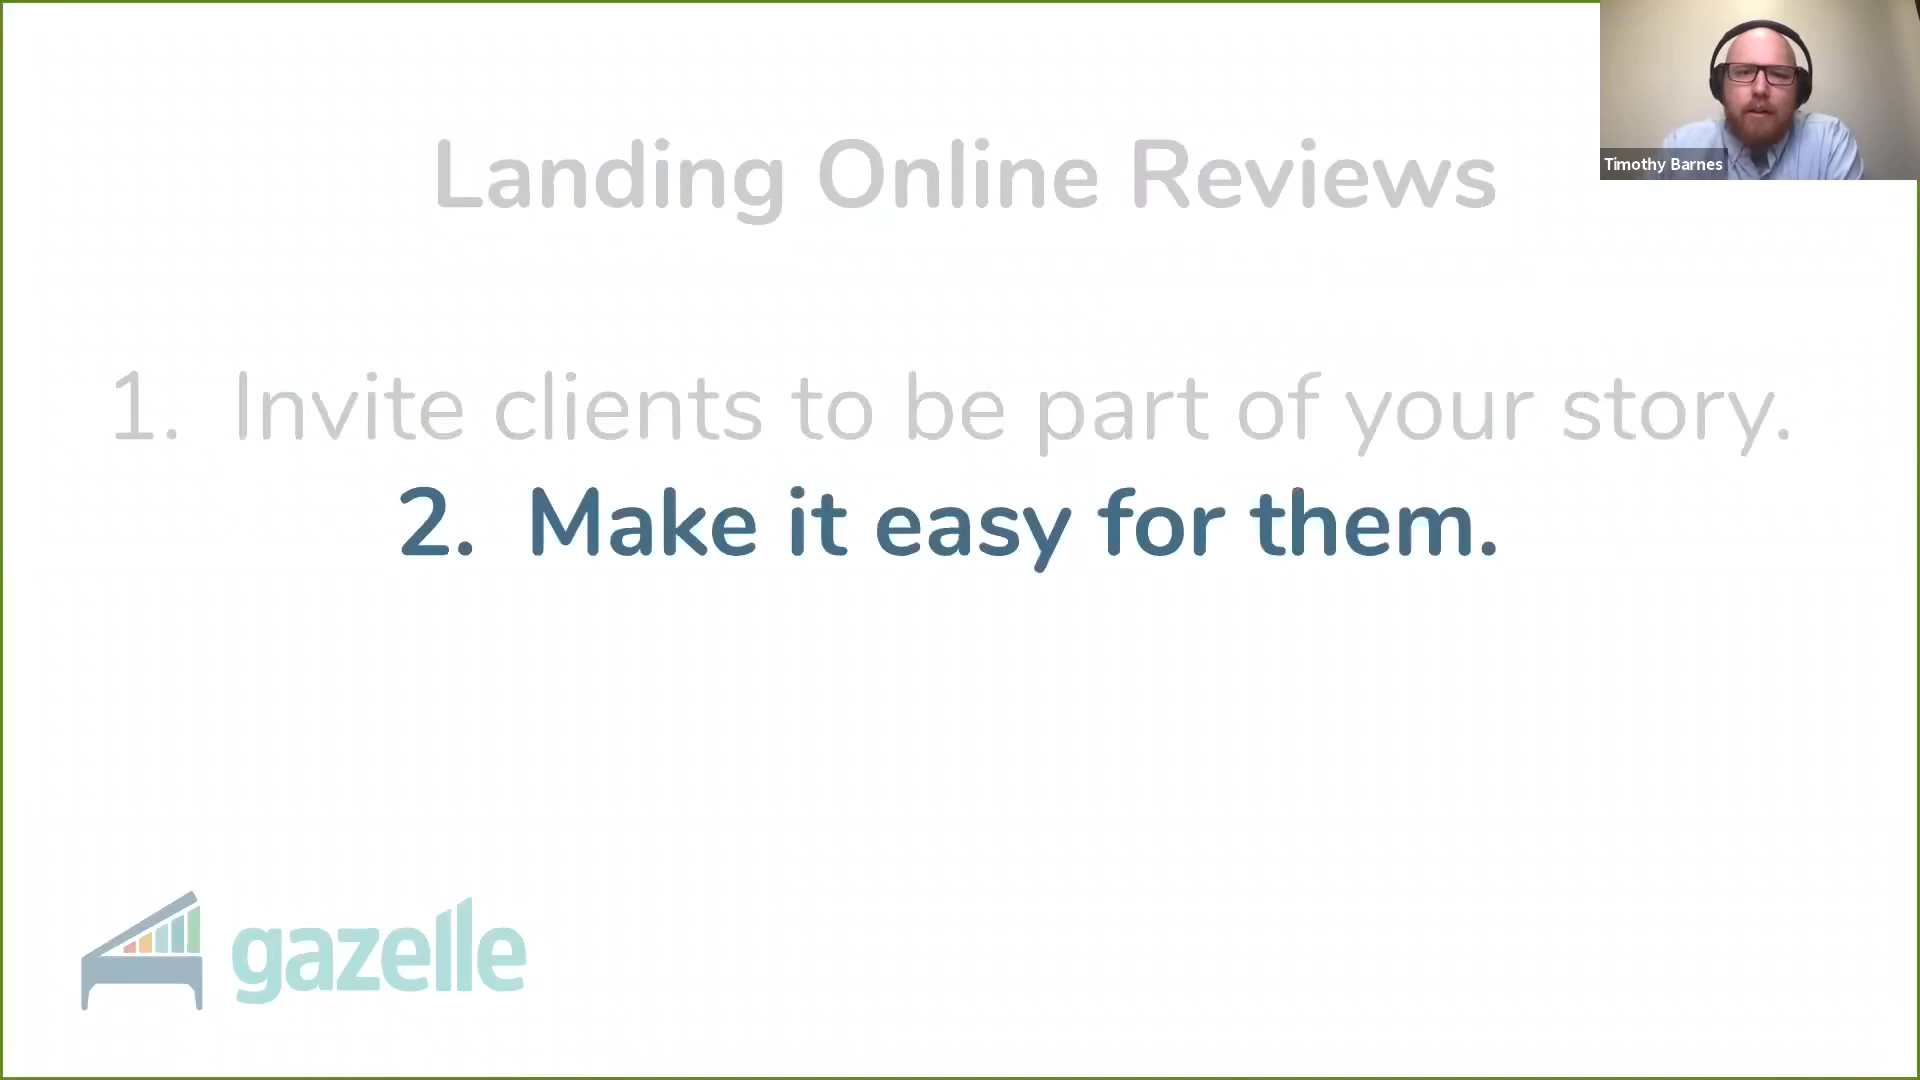 Landing Online Reviews
Timothy Barnes
1. Invite clients to be part of your story.
2. Make it easy for them.
gazelle